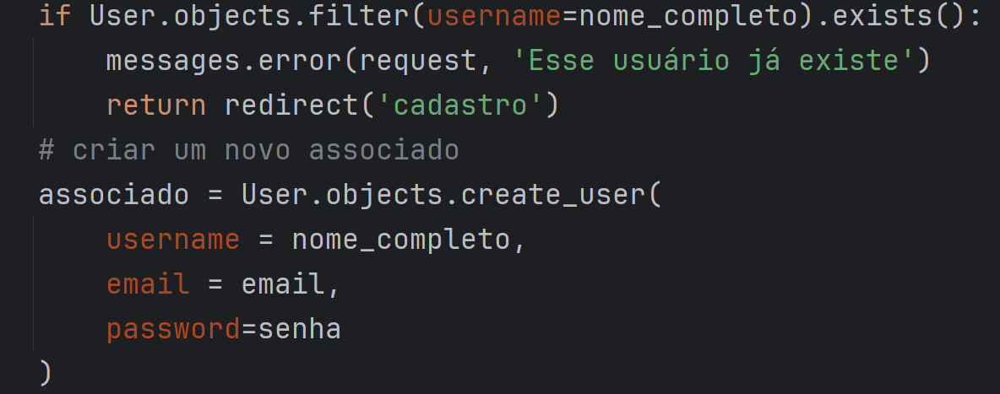 if User.objects.filter(username=nome_completo).exists():
    messages.error(request, 'Esse usuário já existe')
    return redirect('cadastro')
# criar um novo associado
associado = User.objects.create_user(
    username = nome_completo,
    email = email,
    password=senha
)